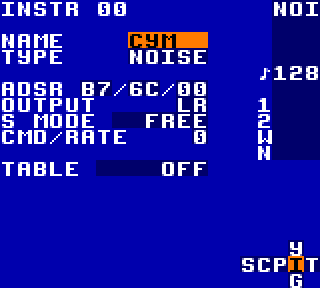 INSTR 00 NOI
NAME CYM
TYPE NOISE
♪128
ADSR B7/6C/00
OUTPUT LR 1
S MODE FREE 2
CMD/RATE 0 W
N
TABLE OFF
Y
SCPIT
G